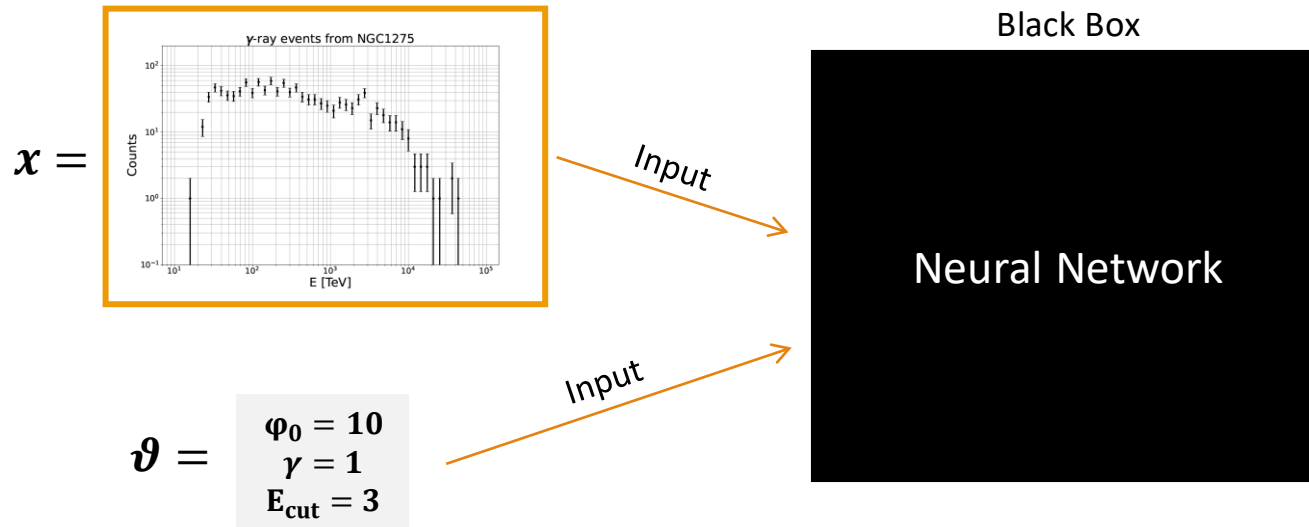 Black Box
γ-ray events from NGC1275
10²
10¹
10⁰
10⁻¹
Counts
10¹ 10² 10³ 10⁴ 10⁵
E [TeV]
x =
Input
Neural Network
Input
ϑ =
φ₀ = 10
γ = 1
E_cut = 3